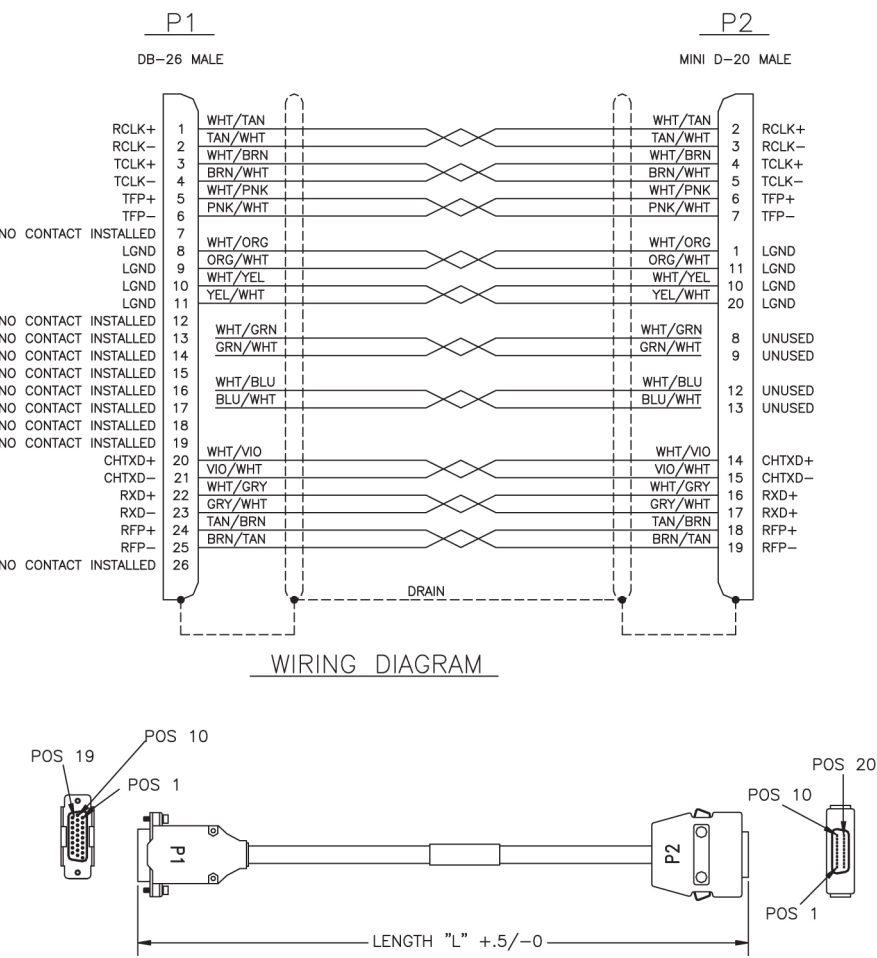 P1 P2
DB-26 MALE MINI D-20 MALE
RCLK+ 1 WHT/TAN WHT/TAN 2 RCLK+
RCLK- 2 TAN/WHT TAN/WHT 3 RCLK-
TCLK+ 3 WHT/BRN WHT/BRN 4 TCLK+
TCLK- 4 BRN/WHT BRN/WHT 5 TCLK-
TFP+ 5 WHT/PNK WHT/PNK 6 TFP+
TFP- 6 PNK/WHT PNK/WHT 7 TFP-
NO CONTACT INSTALLED 7
LGND 8 WHT/ORG WHT/ORG 1 LGND
LGND 9 ORG/WHT ORG/WHT 11 LGND
LGND 10 WHT/YEL WHT/YEL 10 LGND
LGND 11 YEL/WHT YEL/WHT 20 LGND
NO CONTACT INSTALLED 12
NO CONTACT INSTALLED 13 WHT/GRN WHT/GRN 8 UNUSED
NO CONTACT INSTALLED 14 GRN/WHT GRN/WHT 9 UNUSED
NO CONTACT INSTALLED 15
NO CONTACT INSTALLED 16 WHT/BLU WHT/BLU 12 UNUSED
NO CONTACT INSTALLED 17 BLU/WHT BLU/WHT 13 UNUSED
NO CONTACT INSTALLED 18
NO CONTACT INSTALLED 19
CHTXD+ 20 WHT/VIO WHT/VIO 14 CHTXD+
CHTXD- 21 VIO/WHT VIO/WHT 15 CHTXD-
RXD+ 22 WHT/GRY WHT/GRY 16 RXD+
RXD- 23 GRY/WHT GRY/WHT 17 RXD+
RFP+ 24 TAN/BRN TAN/BRN 18 RFP+
RFP- 25 BRN/TAN BRN/TAN 19 RFP-
NO CONTACT INSTALLED 26
DRAIN
WIRING DIAGRAM
POS 19
POS 10
POS 1
P1
P2
POS 20
POS 10
POS 1
LENGTH "L" +.5/-0